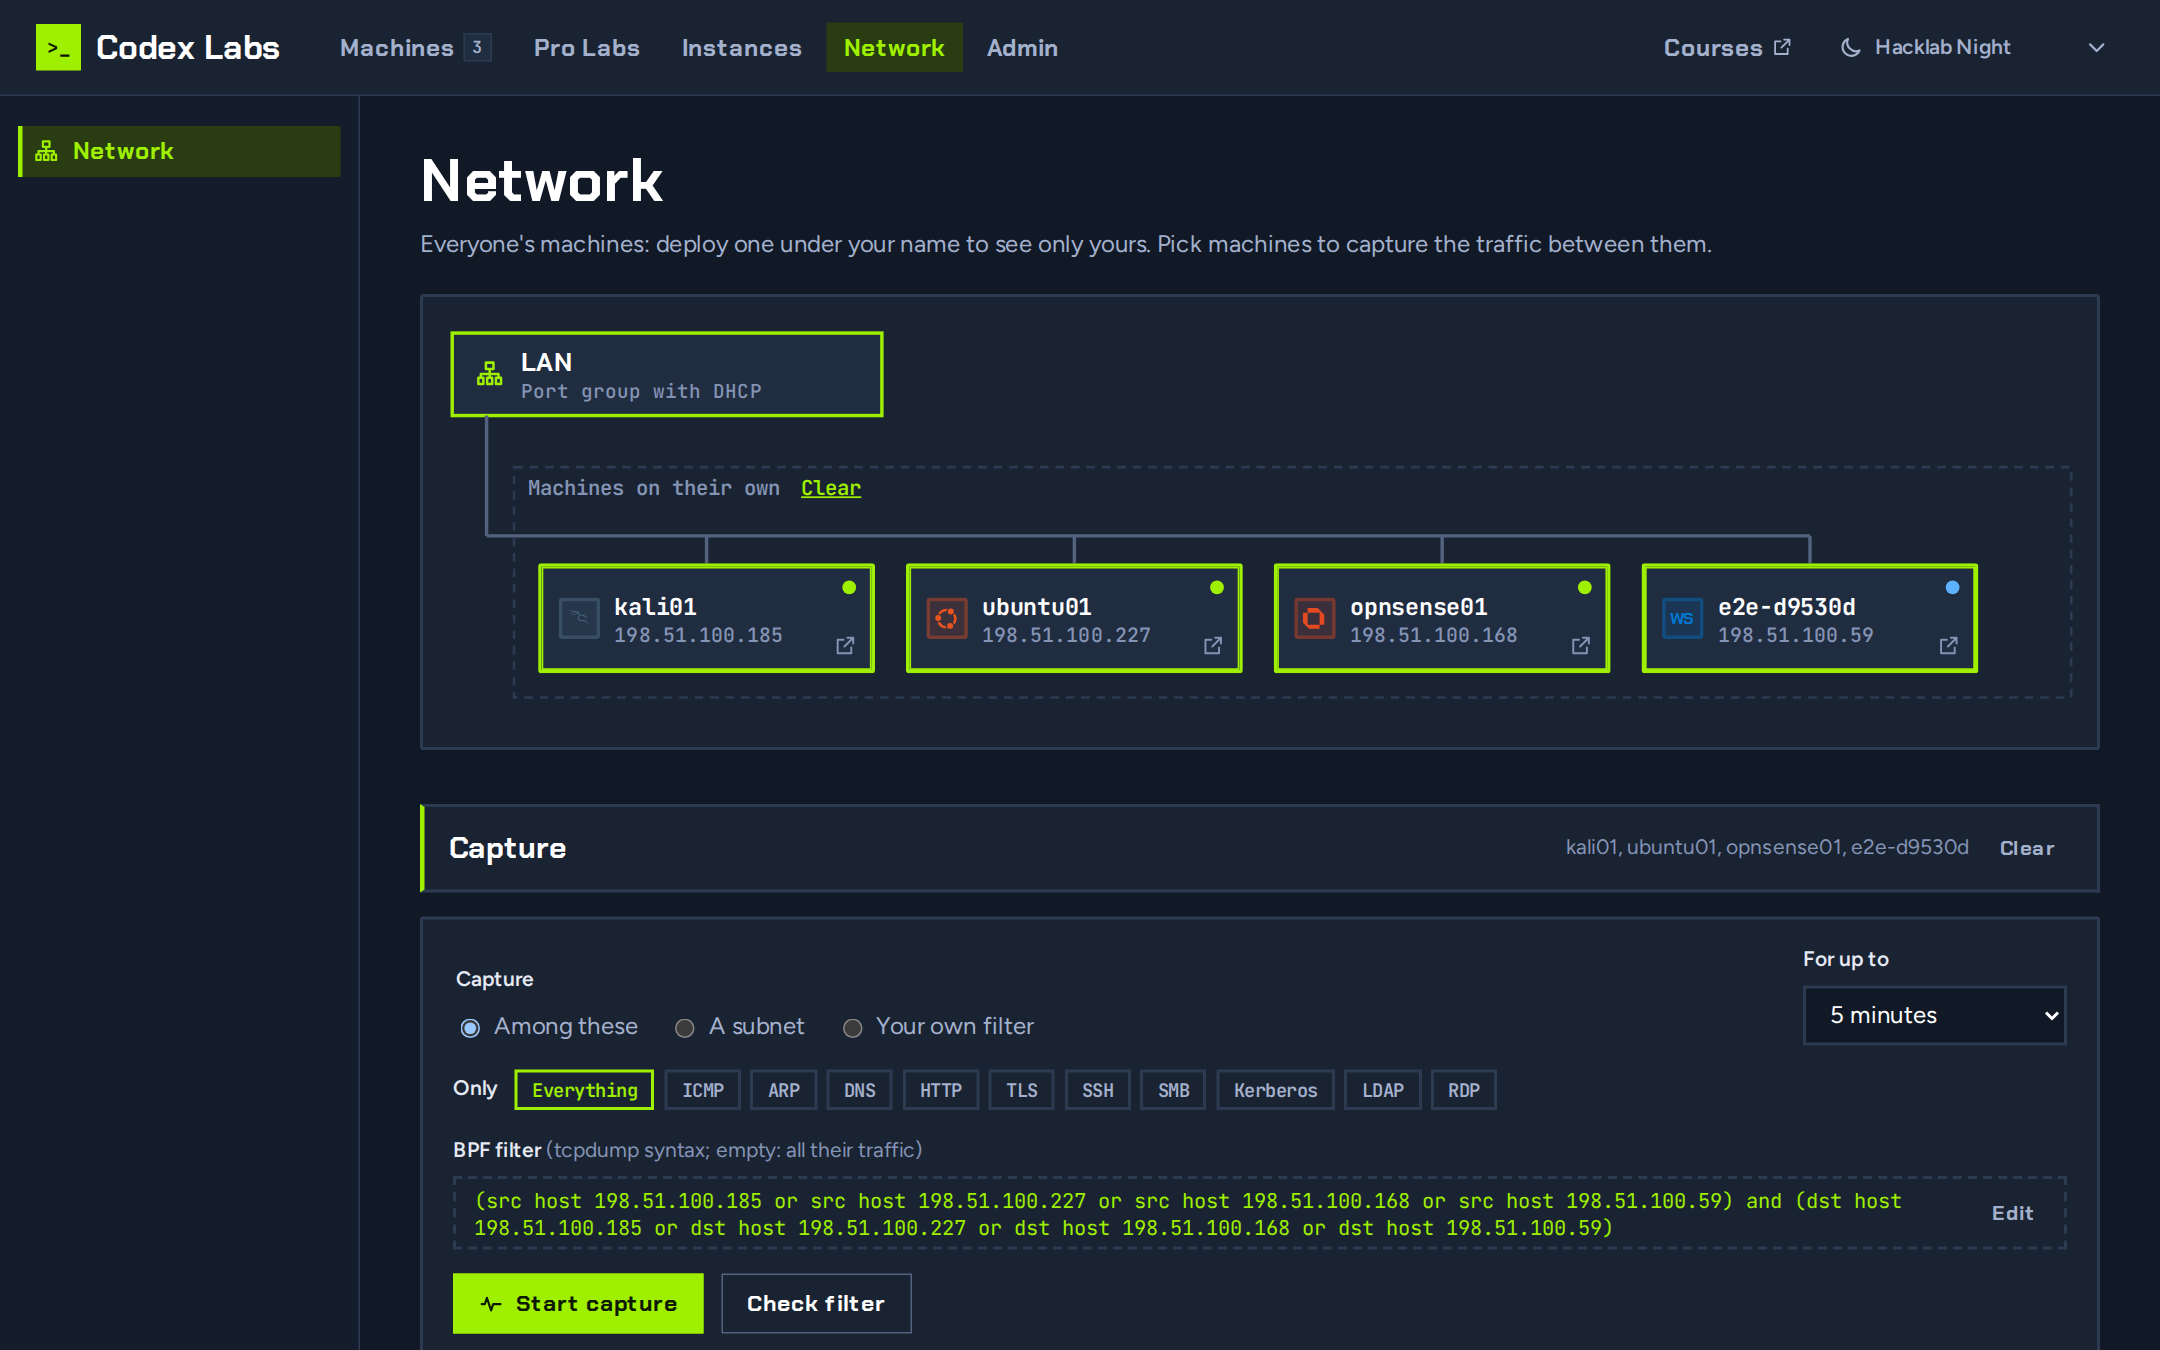 >_ Codex Labs
Machines 3
Pro Labs
Instances
Network
Admin
Courses
Hacklab Night
Network
Network
Everyone's machines: deploy one under your name to see only yours. Pick machines to capture the traffic between them.
LAN
Port group with DHCP
Machines on their own Clear
kali01
198.51.100.185
ubuntu01
198.51.100.227
opnsense01
198.51.100.168
WS
e2e-d9530d
198.51.100.59
Capture
kali01, ubuntu01, opnsense01, e2e-d9530d
Clear
Capture
For up to
Among these
A subnet
Your own filter
5 minutes
Only
Everything
ICMP
ARP
DNS
HTTP
TLS
SSH
SMB
Kerberos
LDAP
RDP
BPF filter (tcpdump syntax; empty: all their traffic)
(src host 198.51.100.185 or src host 198.51.100.227 or src host 198.51.100.168 or src host 198.51.100.59) and (dst host
198.51.100.185 or dst host 198.51.100.227 or dst host 198.51.100.168 or dst host 198.51.100.59)
Edit
Start capture
Check filter